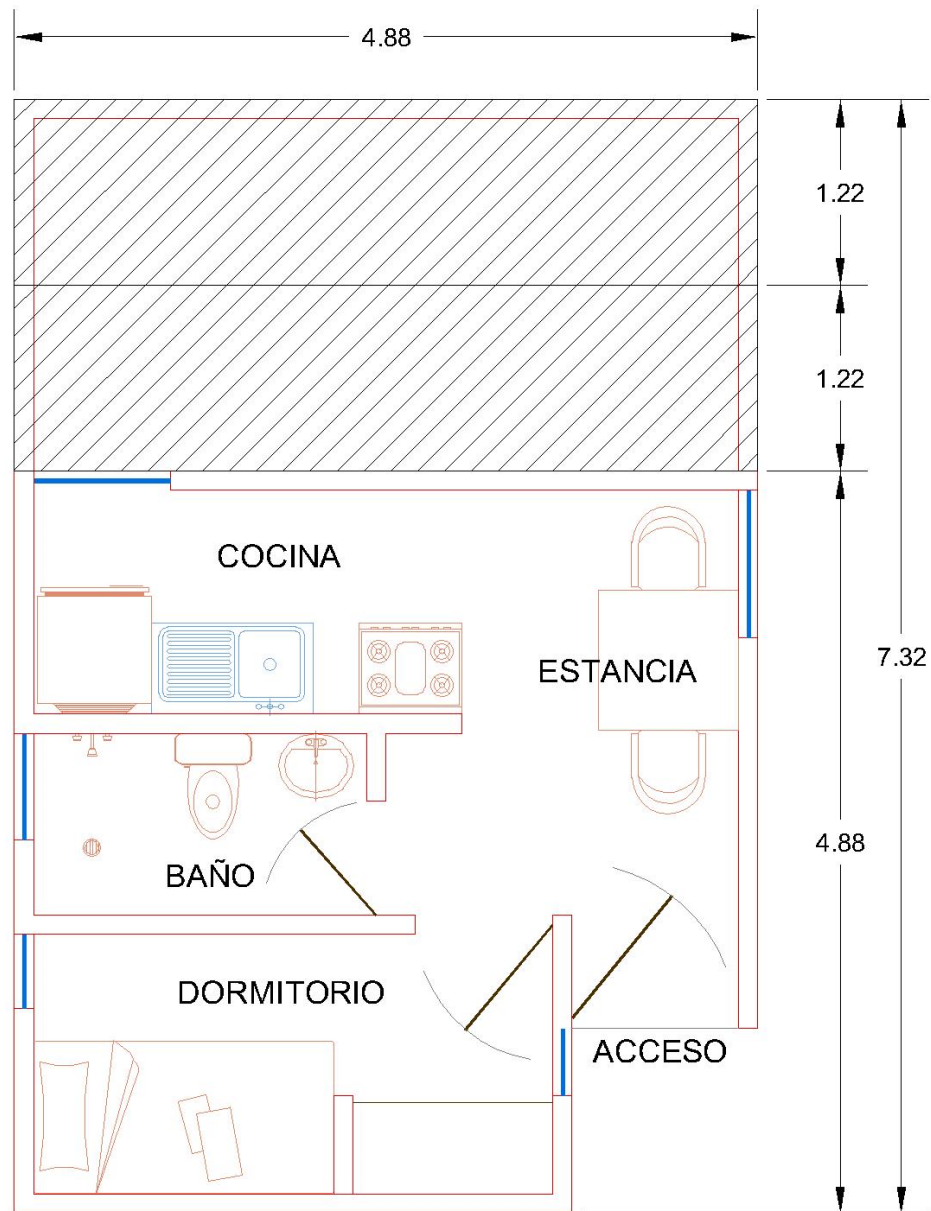 4.88
1.22
1.22
COCINA
ESTANCIA
7.32
4.88
BAÑO
DORMITORIO
ACCESO